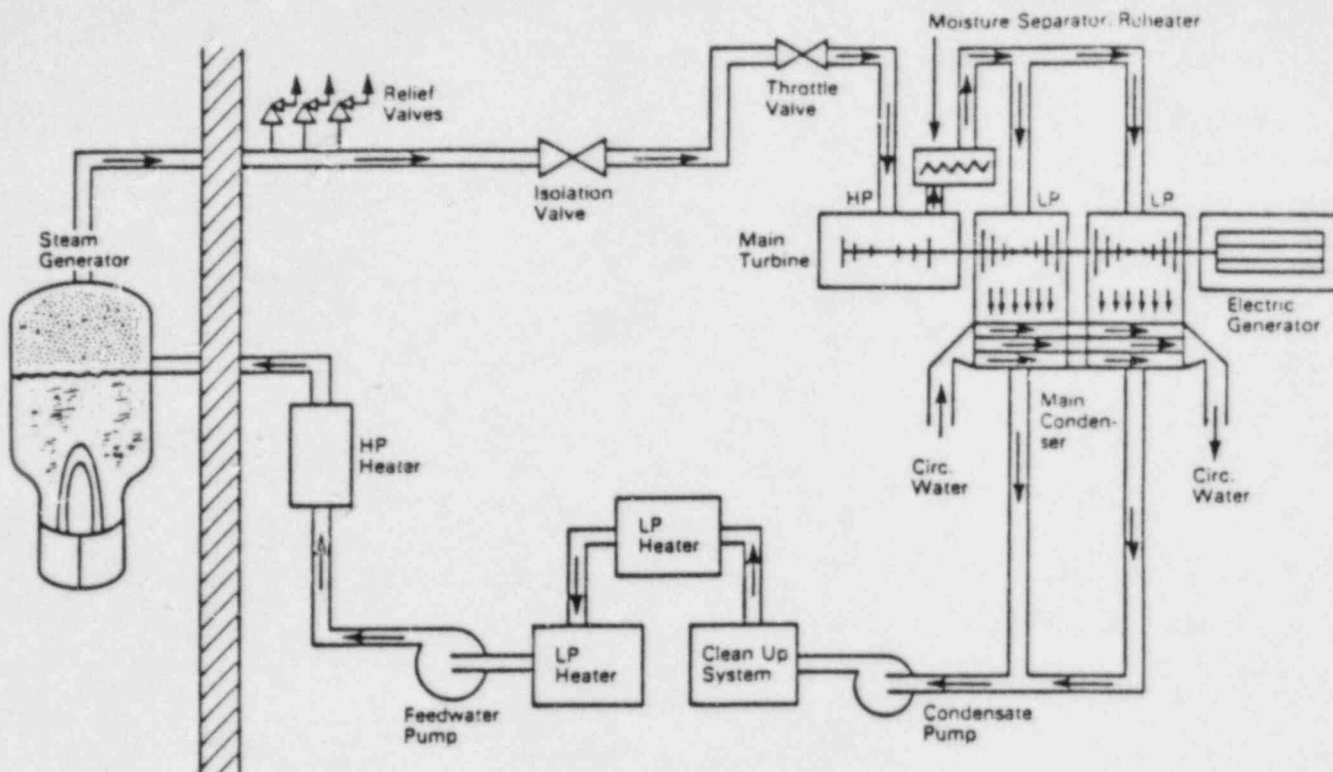 Moisture Separator, Reheater
Relief
Valves
Throttle
Valve
Isolation
Valve
HP
LP
LP
Steam
Generator
Main
Turbine
Electric
Generator
Main
Conden-
ser
HP
Heater
Circ.
Water
Circ.
Water
LP
Heater
LP
Heater
Clean Up
System
Feedwater
Pump
Condensate
Pump